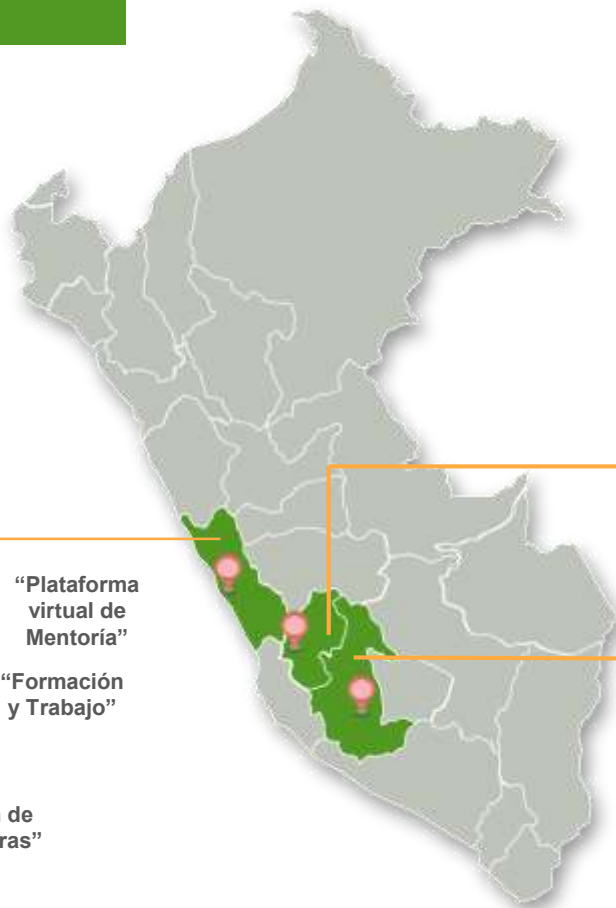 “Plataforma
virtual de
Mentoría”
“Formación
y Trabajo”
de
ras”